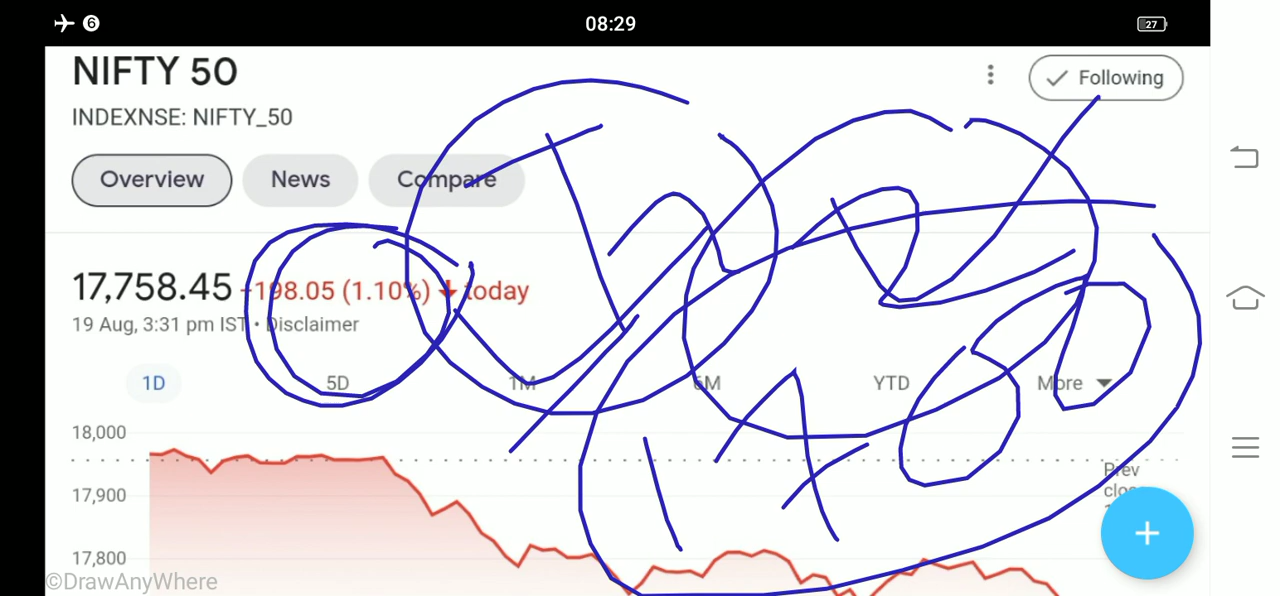 6 08:29 27
NIFTY 50
Following
INDEXNSE: NIFTY_50
Overview News Compare
17,758.45 −198.05 (1.10%) today
19 Aug, 3:31 pm IST • Disclaimer
1D 5D 1M 6M YTD More
18,000
Prev
17,900
17,800
©DrawAnyWhere